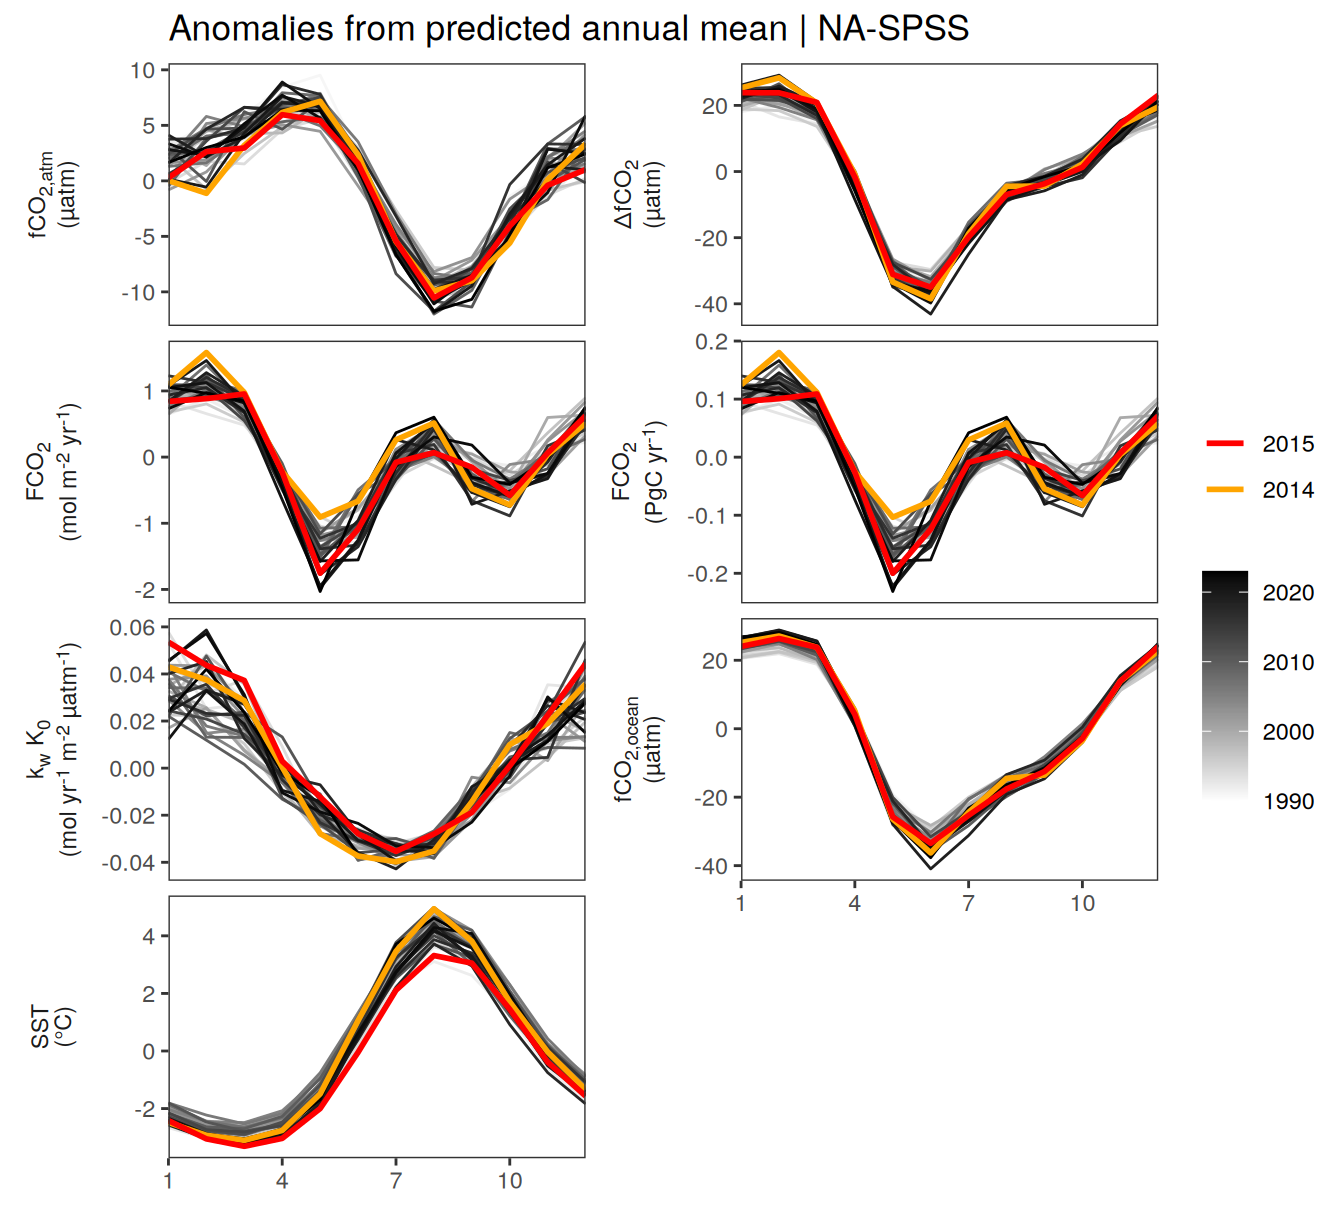 Anomalies from predicted annual mean | NA-SPSS
fCO2,atm
(µatm)
10
5
0
-5
-10
ΔfCO2
(µatm)
20
0
-20
-40
FCO2
(mol m-2 yr-1)
1
0
-1
-2
FCO2
(PgC yr-1)
0.2
0.1
0.0
-0.1
-0.2
kw K0
(mol yr-1 m-2 µatm-1)
0.06
0.04
0.02
0.00
-0.02
-0.04
fCO2,ocean
(µatm)
20
0
-20
-40
1 4 7 10
SST
(°C)
4
2
0
-2
1 4 7 10
2015
2014
2020
2010
2000
1990